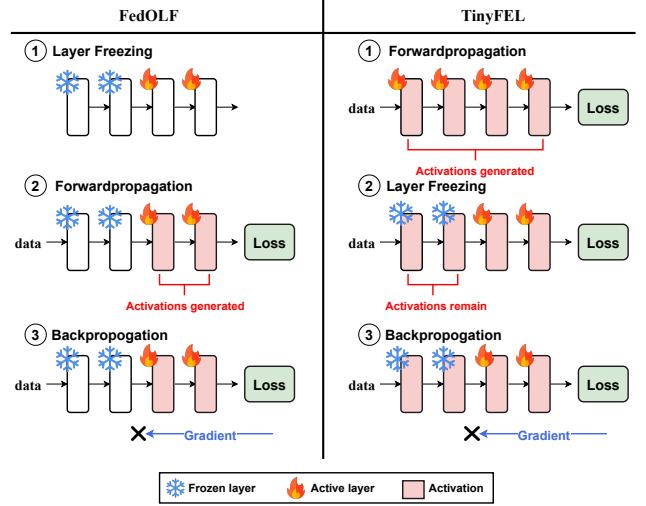 FedOLF
1 Layer Freezing
2 Forwardpropagation
data
Loss
Activations generated
3 Backpropogation
data
Loss
Gradient
TinyFEL
1 Forwardpropagation
data
Loss
Activations generated
2 Layer Freezing
data
Loss
Activations remain
3 Backpropogation
data
Loss
Gradient
Frozen layer
Active layer
Activation